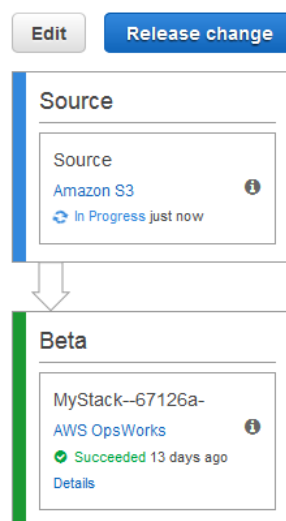 Edit
Release change
Source
Source
Amazon S3
In Progress just now
Beta
MyStack--67126a-
AWS OpsWorks
Succeeded 13 days ago
Details